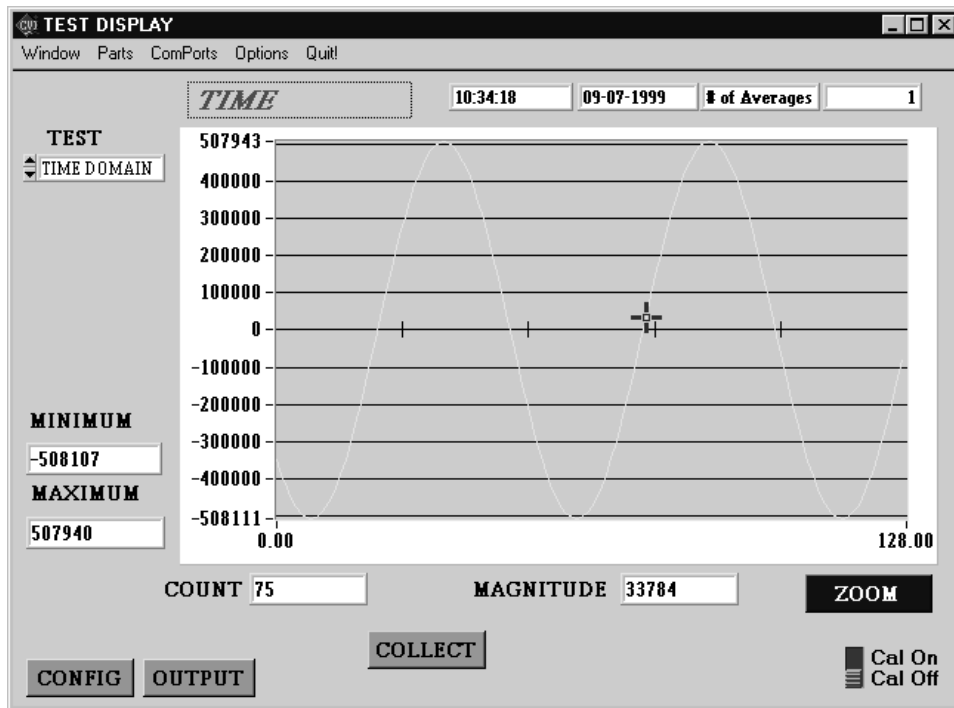 CVI TEST DISPLAY
Window Parts ComPorts Options Quit!
TIME
10:34:18 09-07-1999 # of Averages 1
TEST
TIME DOMAIN
507943
400000
300000
200000
100000
0
-100000
-200000
-300000
-400000
-508111
0.00 128.00
MINIMUM
-508107
MAXIMUM
507940
COUNT 75 MAGNITUDE 33784
ZOOM
COLLECT
CONFIG OUTPUT
Cal On
Cal Off